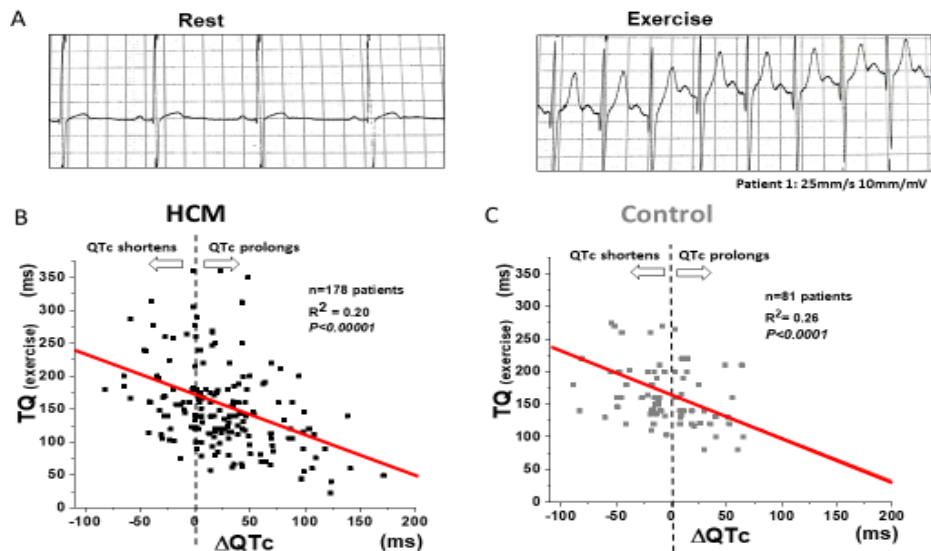 A
Rest
Exercise
Patient 1: 25mm/s 10mm/mV
B
HCM
QTc shortens
QTc prolongs
n=178 patients
R² = 0.20
P<0.00001
TQ (exercise) (ms)
350
300
250
200
150
100
50
0
-100 -50 0 50 100 150 200
ΔQTc (ms)
C
Control
QTc shortens
QTc prolongs
n=81 patients
R²= 0.26
P<0.0001
TQ (exercise) (ms)
350
300
250
200
150
100
50
0
-100 -50 0 50 100 150 200
ΔQTc (ms)